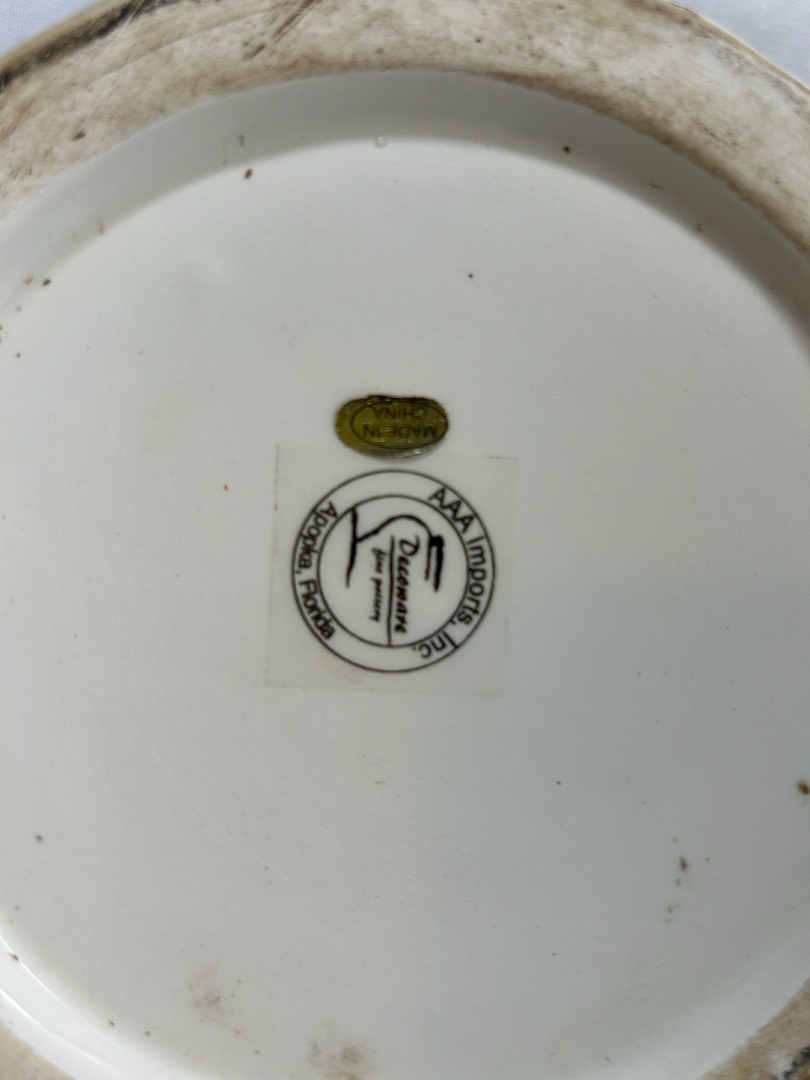 MADE IN
CHINA
AAA Imports, Inc.
Decoware
fine pottery
Apopka, Florida